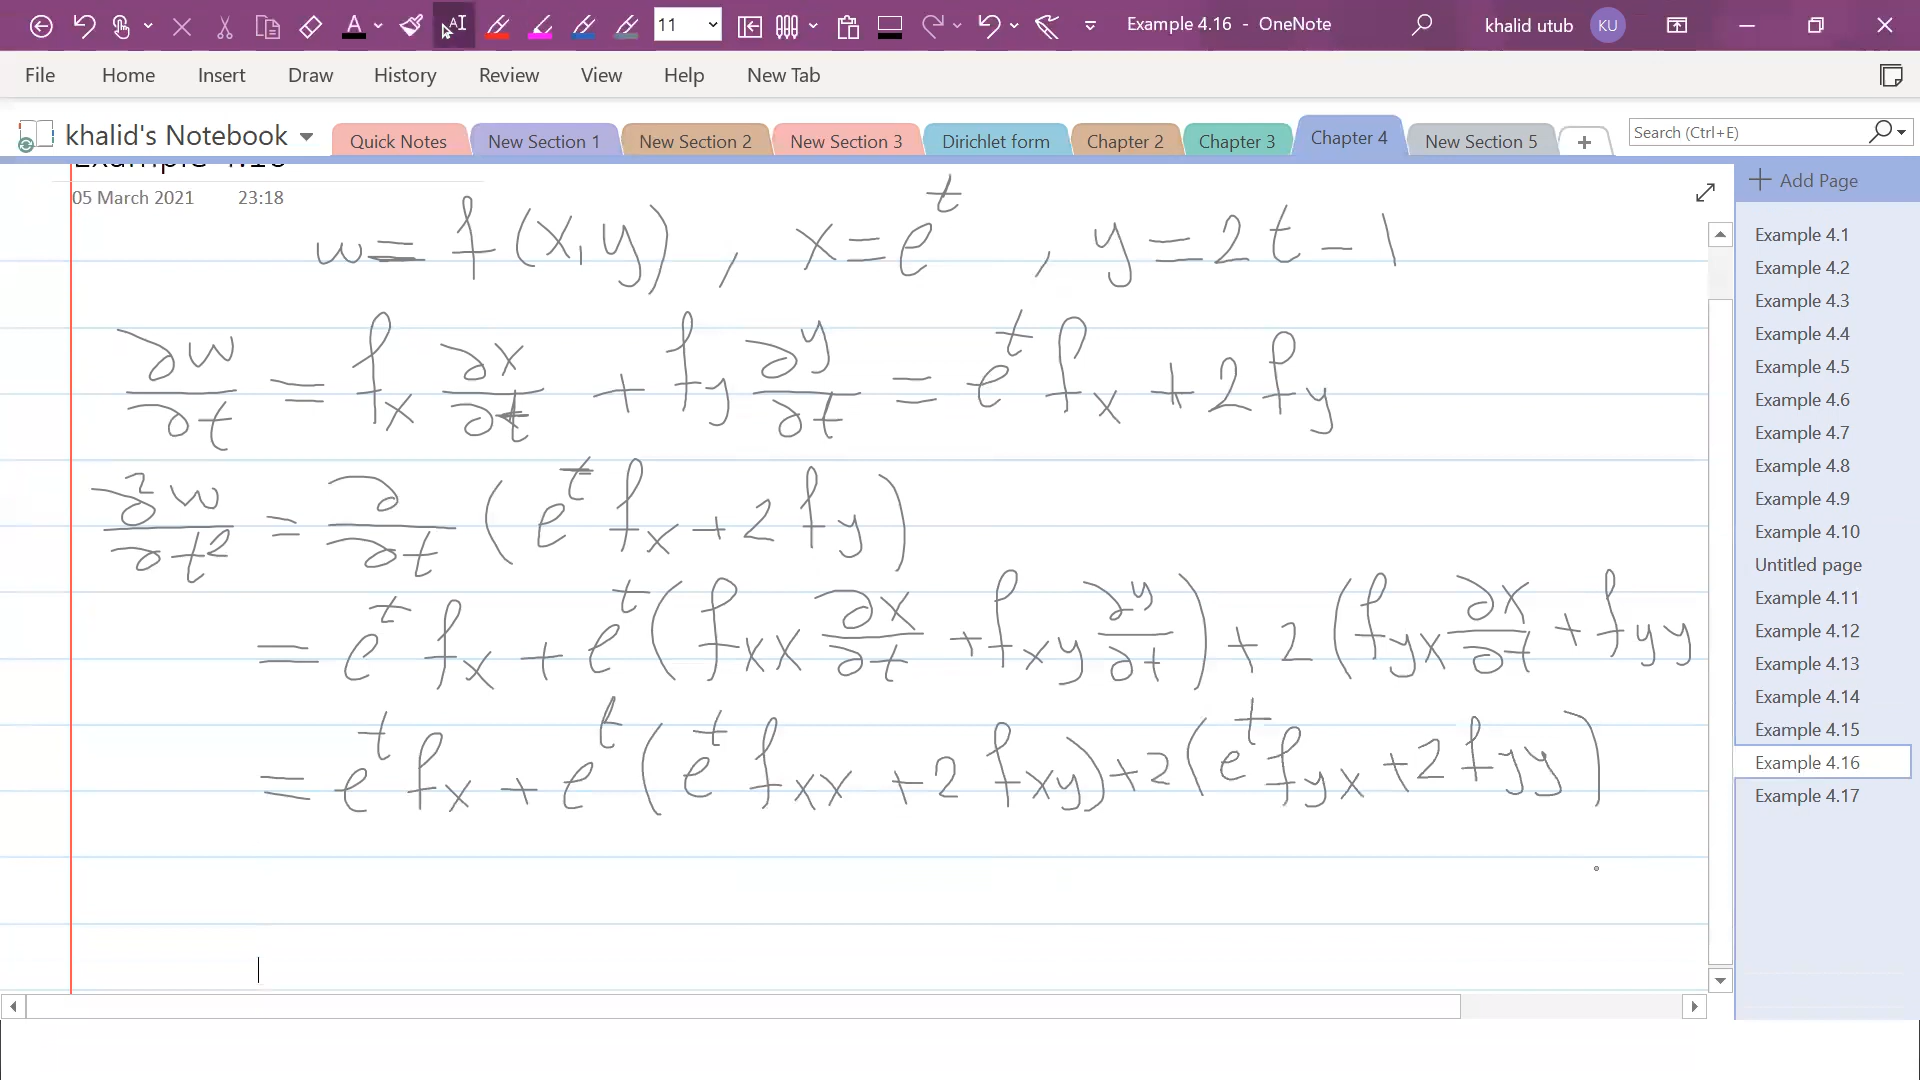 11
Example 4.16 - OneNote
khalid utub
KU
File Home Insert Draw History Review View Help New Tab
khalid's Notebook
Quick Notes New Section 1 New Section 2 New Section 3 Dirichlet form Chapter 2 Chapter 3 Chapter 4 New Section 5 +
Search (Ctrl+E)
Example 4.16
05 March 2021 23:18
w = f(x,y), x = e^t, y = 2t - 1
∂w/∂t = f_x ∂x/∂t + f_y ∂y/∂t = e^t f_x + 2f_y
∂²w/∂t² = ∂/∂t (e^t f_x + 2f_y)
= e^t f_x + e^t (f_xx ∂x/∂t + f_xy ∂y/∂t) + 2 (f_yx ∂x/∂t + f_yy
= e^t f_x + e^t (e^t f_xx + 2 f_xy) + 2 (e^t f_yx + 2 f_yy)
Add Page
Example 4.1
Example 4.2
Example 4.3
Example 4.4
Example 4.5
Example 4.6
Example 4.7
Example 4.8
Example 4.9
Example 4.10
Untitled page
Example 4.11
Example 4.12
Example 4.13
Example 4.14
Example 4.15
Example 4.16
Example 4.17